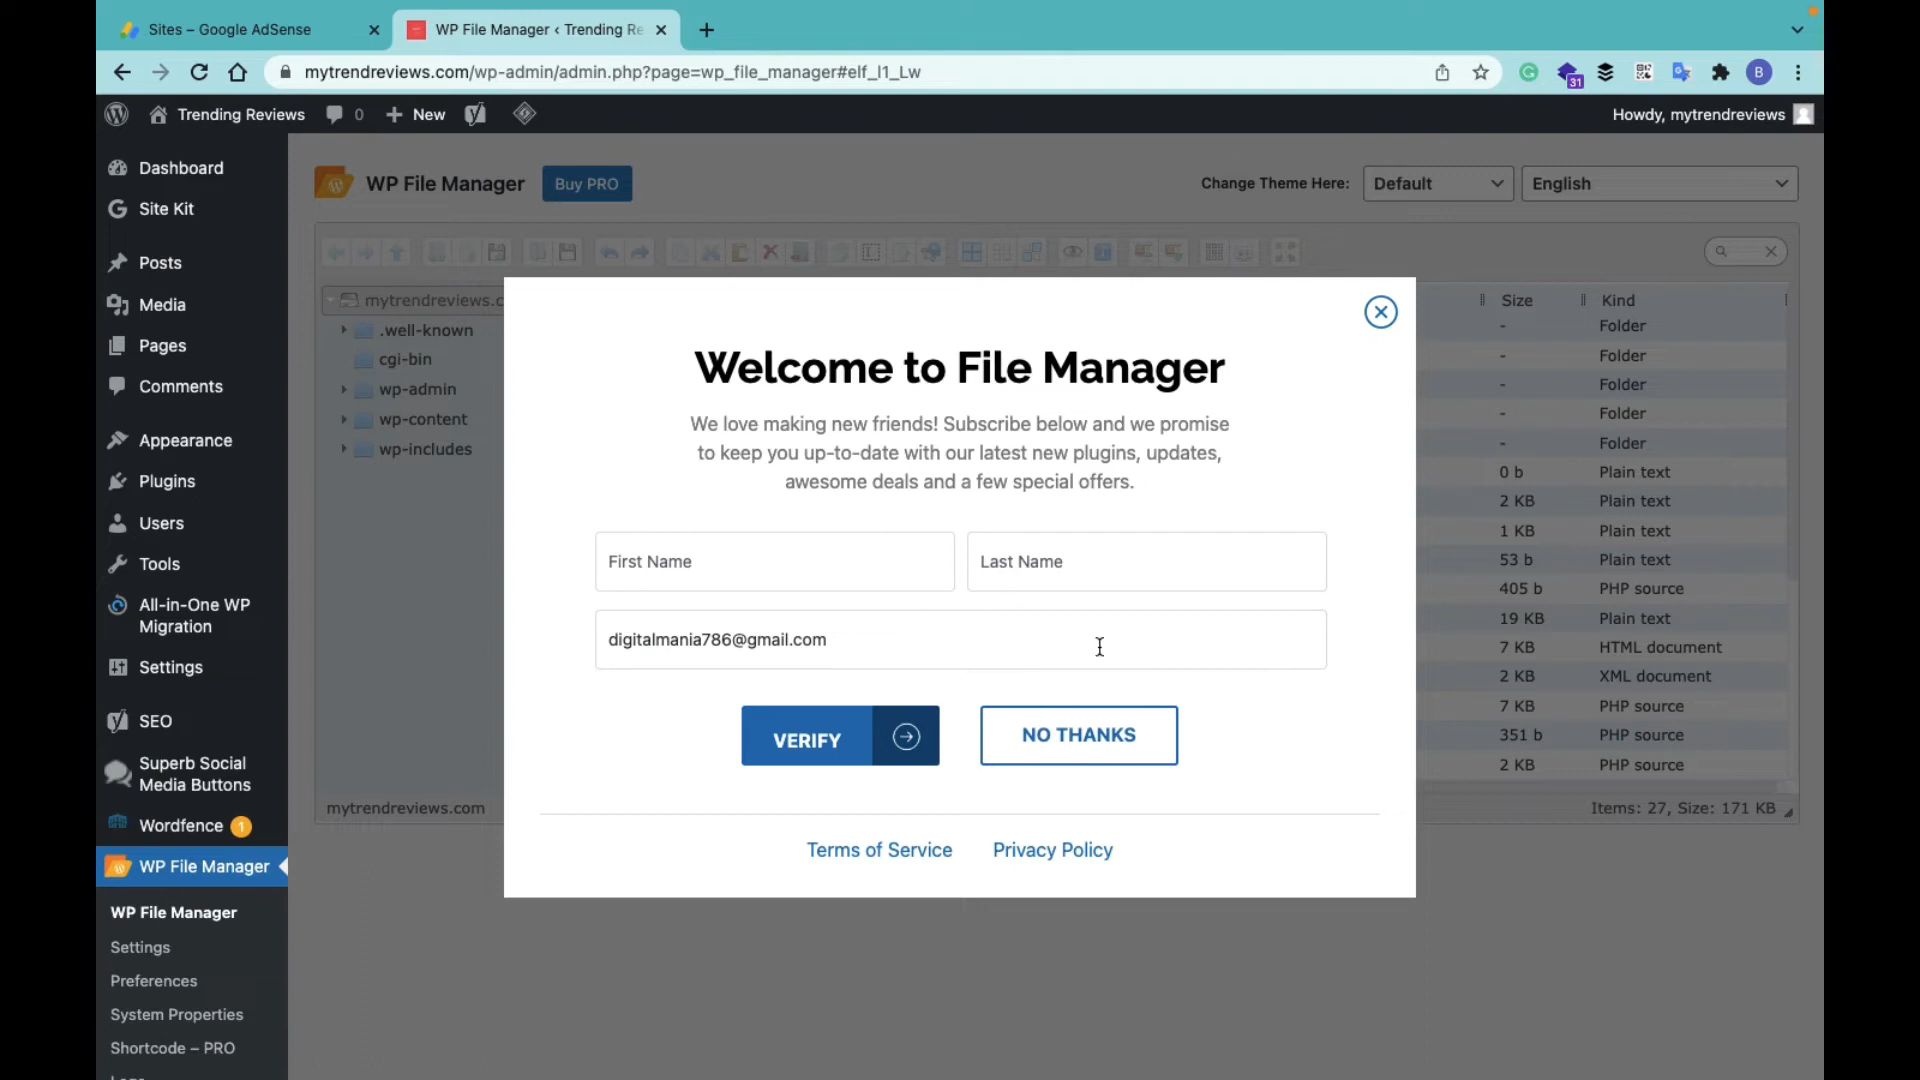 Sites – Google AdSense
WP File Manager ‹ Trending Re
mytrendreviews.com/wp-admin/admin.php?page=wp_file_manager#elf_l1_Lw
31
B
Trending Reviews
0
New
Howdy, mytrendreviews
Dashboard
Site Kit
Posts
Media
Pages
Comments
Appearance
Plugins
Users
Tools
All-in-One WP
Migration
Settings
SEO
Superb Social
Media Buttons
Wordfence 1
WP File Manager
WP File Manager
Settings
Preferences
System Properties
Shortcode – PRO
WP File Manager
Buy PRO
Change Theme Here:
Default
English
mytrendreviews.c
.well-known
cgi-bin
wp-admin
wp-content
wp-includes
Size Kind
- Folder
- Folder
- Folder
- Folder
- Folder
0 b Plain text
2 KB Plain text
1 KB Plain text
53 b Plain text
405 b PHP source
19 KB Plain text
7 KB HTML document
2 KB XML document
7 KB PHP source
351 b PHP source
2 KB PHP source
mytrendreviews.com
Items: 27, Size: 171 KB
Welcome to File Manager
We love making new friends! Subscribe below and we promise
to keep you up-to-date with our latest new plugins, updates,
awesome deals and a few special offers.
First Name
Last Name
digitalmania786@gmail.com
VERIFY
NO THANKS
Terms of Service
Privacy Policy